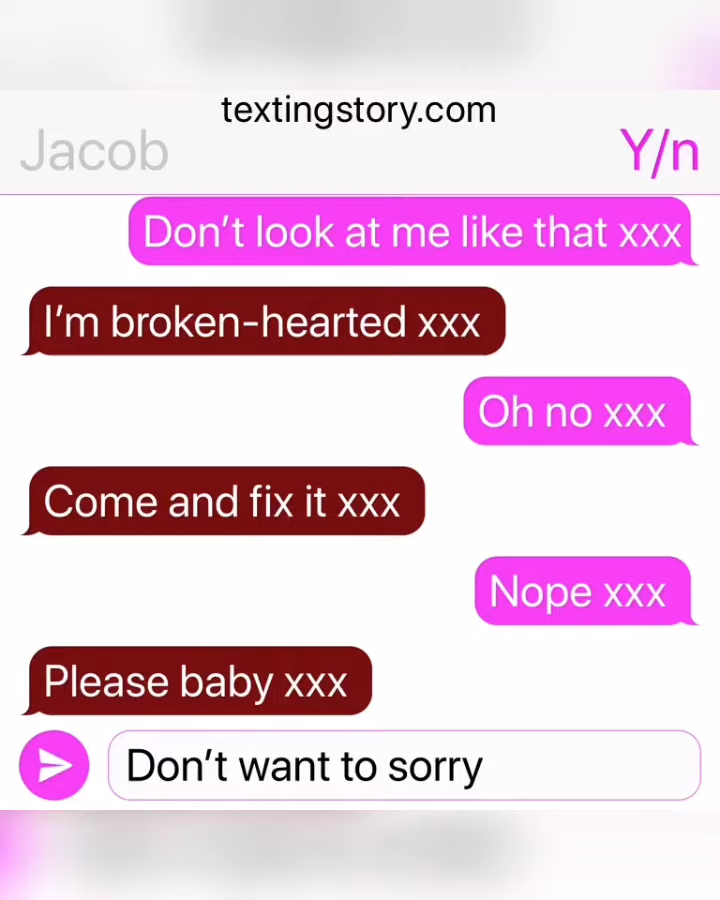 textingstory.com
Jacob
Y/n
Don’t look at me like that xxx
I’m broken-hearted xxx
Oh no xxx
Come and fix it xxx
Nope xxx
Please baby xxx
Don’t want to sorry